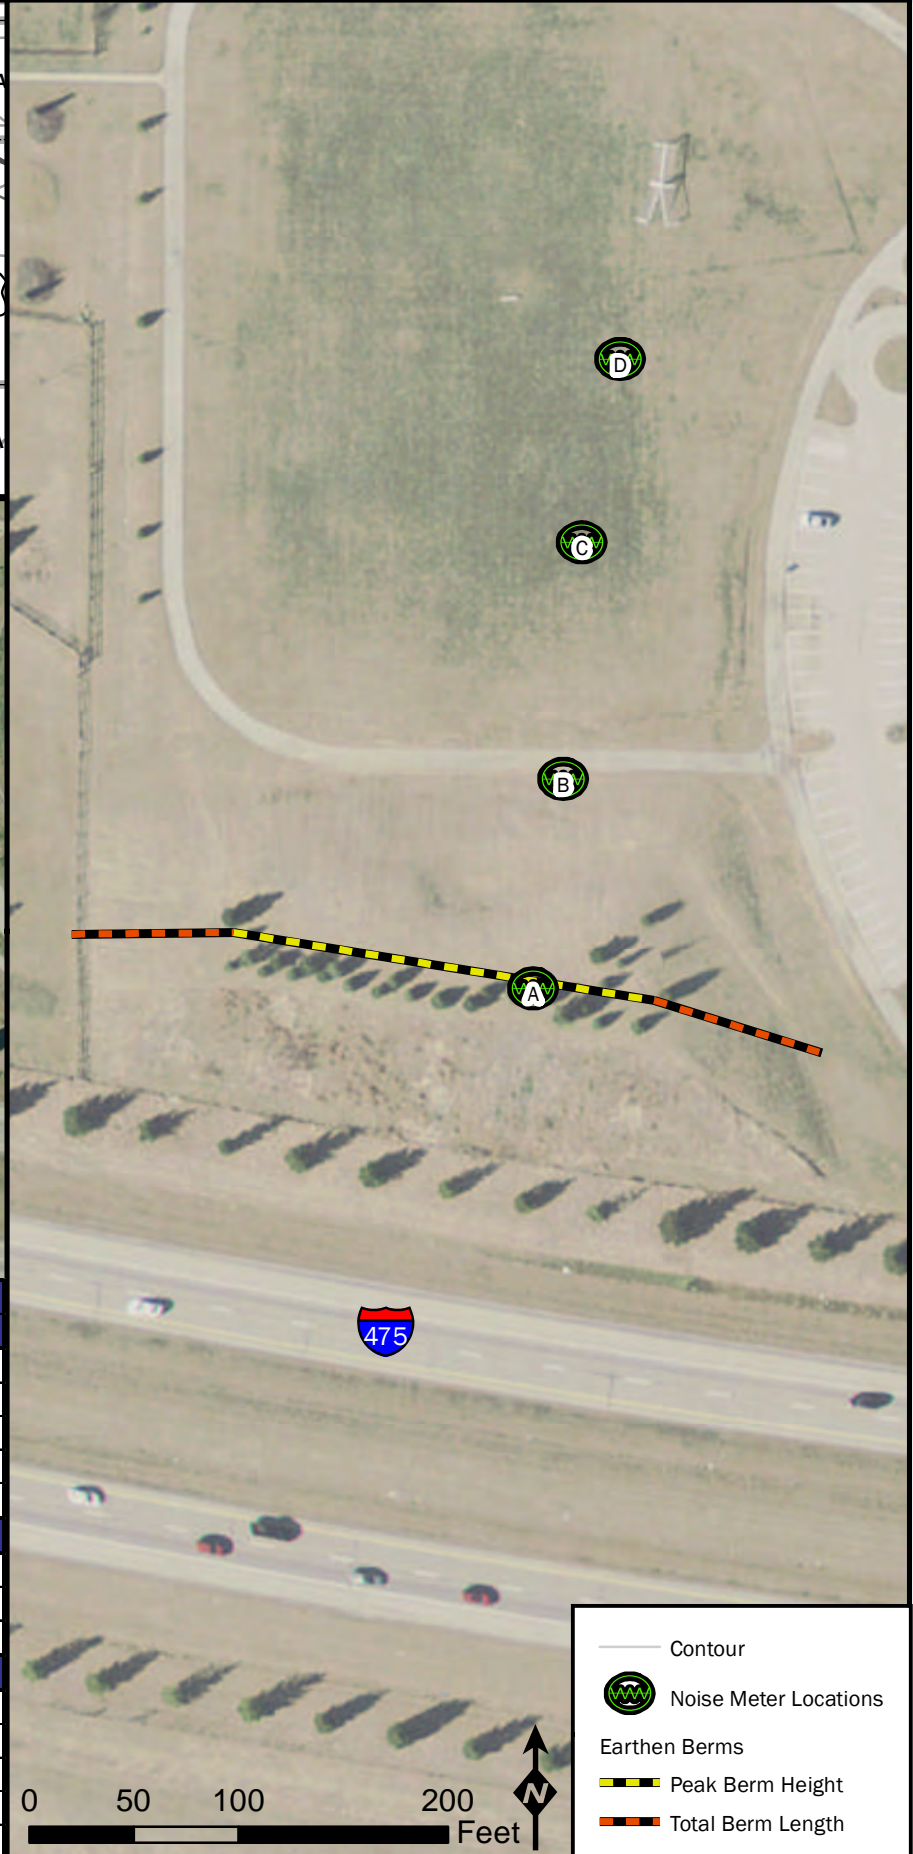 D
C
B
A
475
Contour
Noise Meter Locations
Earthen Berms
Peak Berm Height
Total Berm Length
0 50 100 200
Feet
N